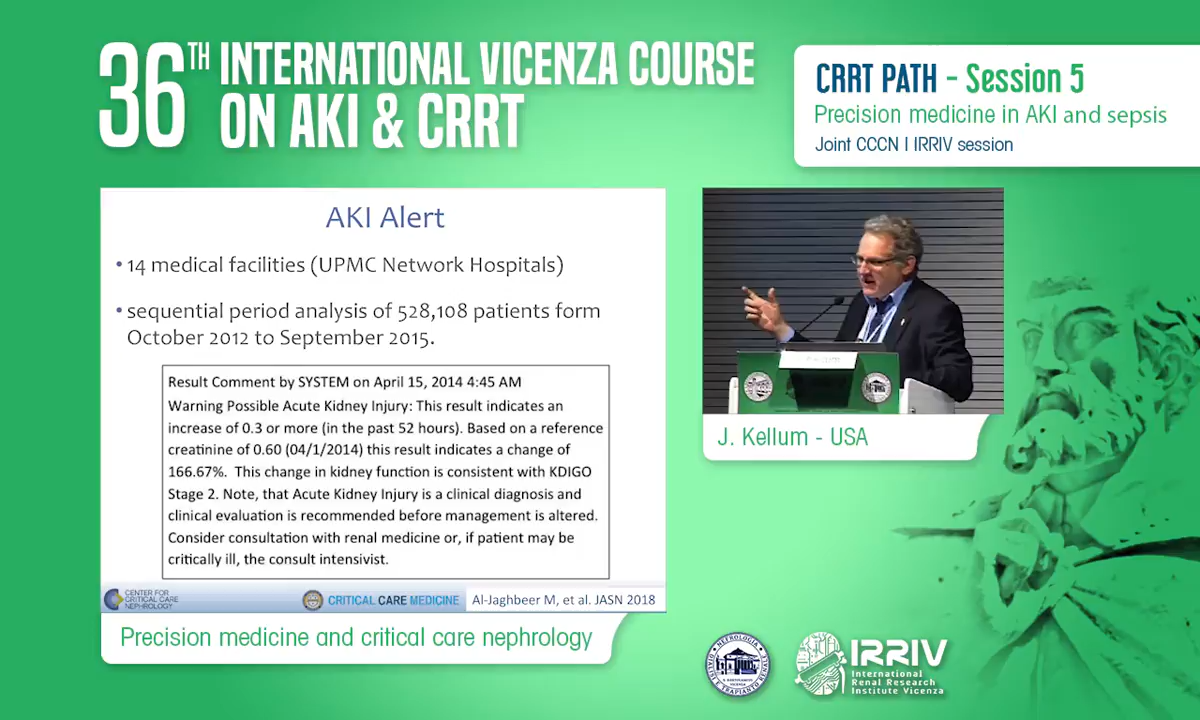 36TH INTERNATIONAL VICENZA COURSE
ON AKI & CRRT
CRRT PATH - Session 5
Precision medicine in AKI and sepsis
Joint CCCN | IRRIV session
AKI Alert
• 14 medical facilities (UPMC Network Hospitals)
• sequential period analysis of 528,108 patients form
October 2012 to September 2015.
Result Comment by SYSTEM on April 15, 2014 4:45 AM
Warning Possible Acute Kidney Injury: This result indicates an
increase of 0.3 or more (in the past 52 hours). Based on a reference
creatinine of 0.60 (04/1/2014) this result indicates a change of
166.67%. This change in kidney function is consistent with KDIGO
Stage 2. Note, that Acute Kidney Injury is a clinical diagnosis and
clinical evaluation is recommended before management is altered.
Consider consultation with renal medicine or, if patient may be
critically ill, the consult intensivist.
CENTER FOR
CRITICAL CARE
NEPHROLOGY
CRITICAL CARE MEDICINE
Al-Jaghbeer M, et al. JASN 2018
Precision medicine and critical care nephrology
J. Kellum - USA
NEFROLOGIA
IRRIV
International
Renal Research
Institute Vicenza